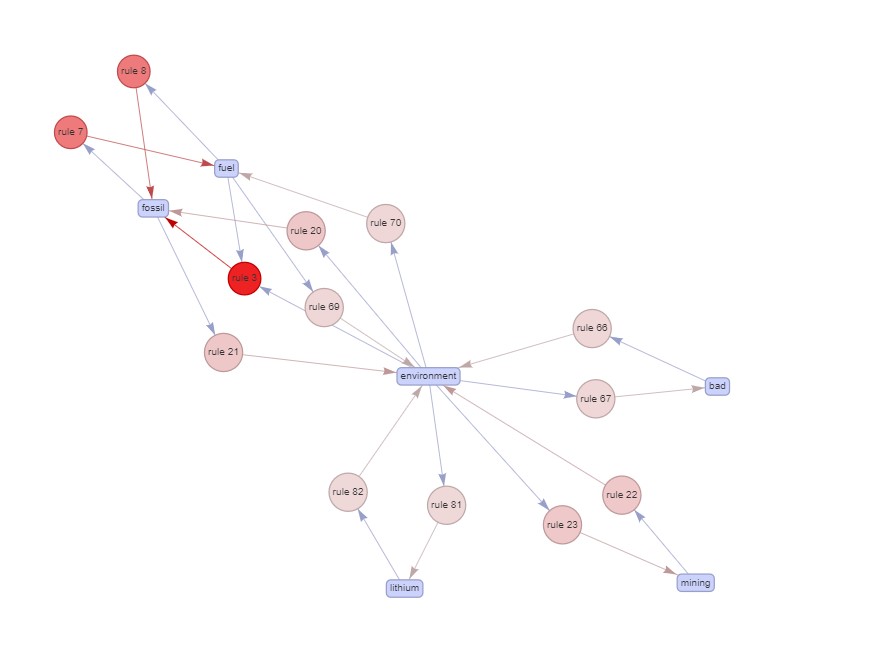 rule 8
rule 7
fuel
fossil
rule 20
rule 70
rule 3
rule 69
rule 66
rule 21
environment
bad
rule 67
rule 82
rule 81
rule 22
rule 23
mining
lithium